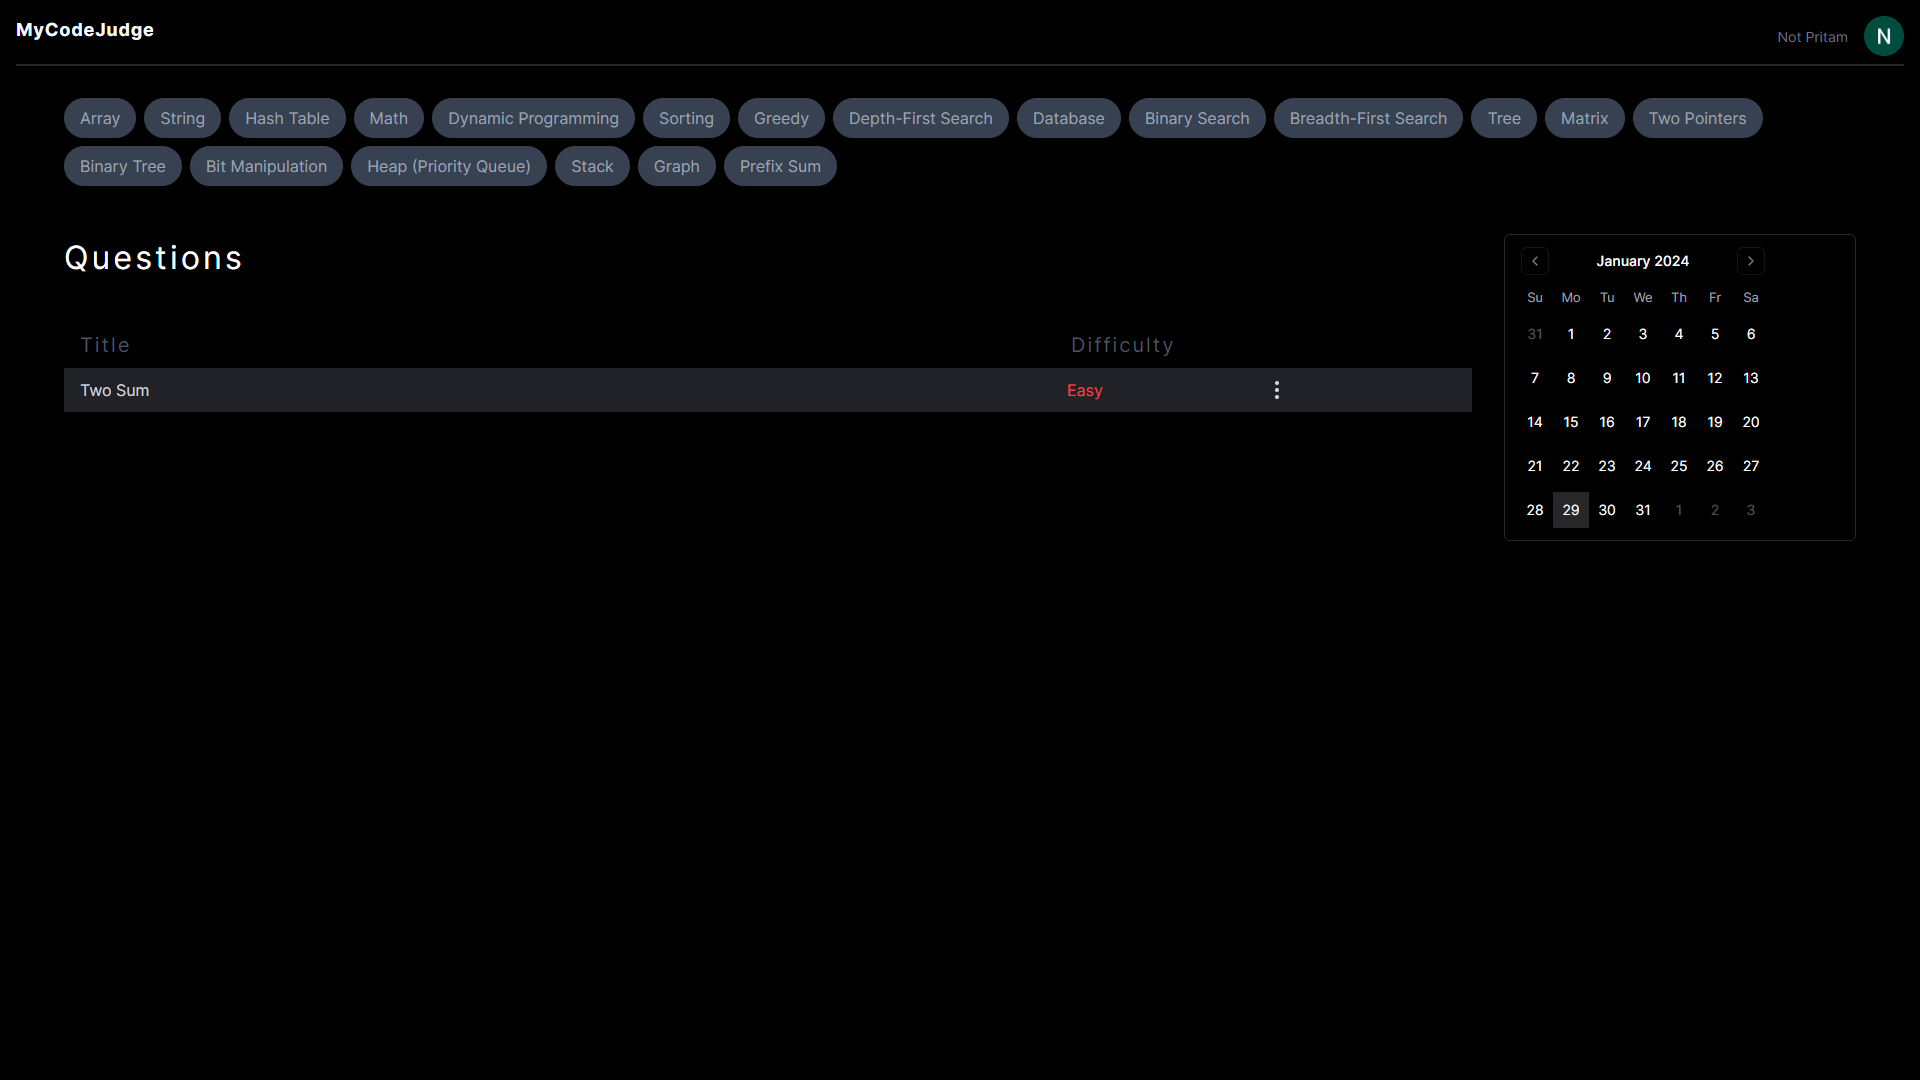 MyCodeJudge
Not Pritam N
Array String Hash Table Math Dynamic Programming Sorting Greedy Depth-First Search Database Binary Search Breadth-First Search Tree Matrix Two Pointers
Binary Tree Bit Manipulation Heap (Priority Queue) Stack Graph Prefix Sum
Questions
Title Difficulty
Two Sum Easy
January 2024
Su Mo Tu We Th Fr Sa
31 1 2 3 4 5 6
7 8 9 10 11 12 13
14 15 16 17 18 19 20
21 22 23 24 25 26 27
28 29 30 31 1 2 3